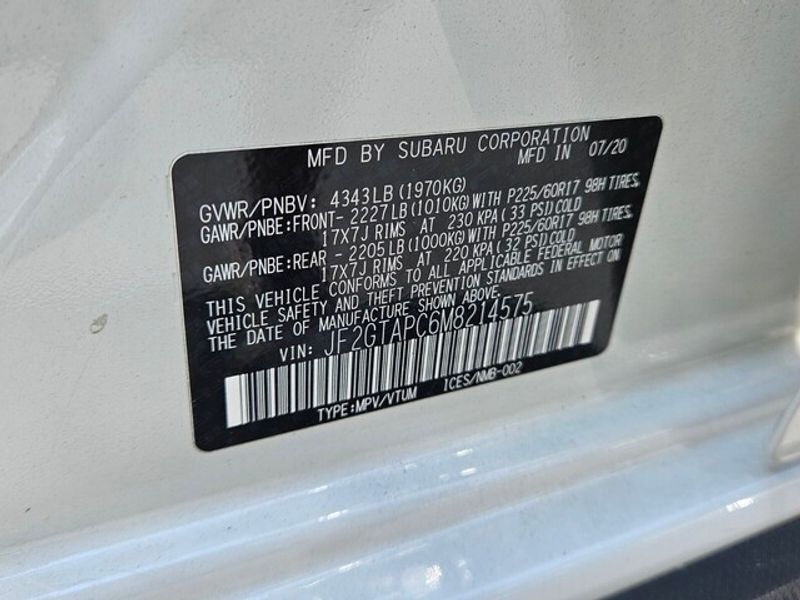 MFD BY SUBARU CORPORATION
MFD IN 07/20
GVWR/PNBV: 4343LB (1970KG)
GAWR/PNBE:FRONT- 2227LB (1010KG)WITH P225/60R17 98H TIRES,
17X7J RIMS AT 230 KPA (33 PSI)COLD
GAWR/PNBE:REAR - 2205LB (1000KG)WITH P225/60R17 98H TIRES,
17X7J RIMS AT 220 KPA (32 PSI)COLD
THIS VEHICLE CONFORMS TO ALL APPLICABLE FEDERAL MOTOR
VEHICLE SAFETY AND THEFT PREVENTION STANDARDS IN EFFECT ON
THE DATE OF MANUFACTURE SHOWN ABOVE.
VIN: JF2GTAPC6M8214575
TYPE:MPV/VTUM ICES/NMB-002